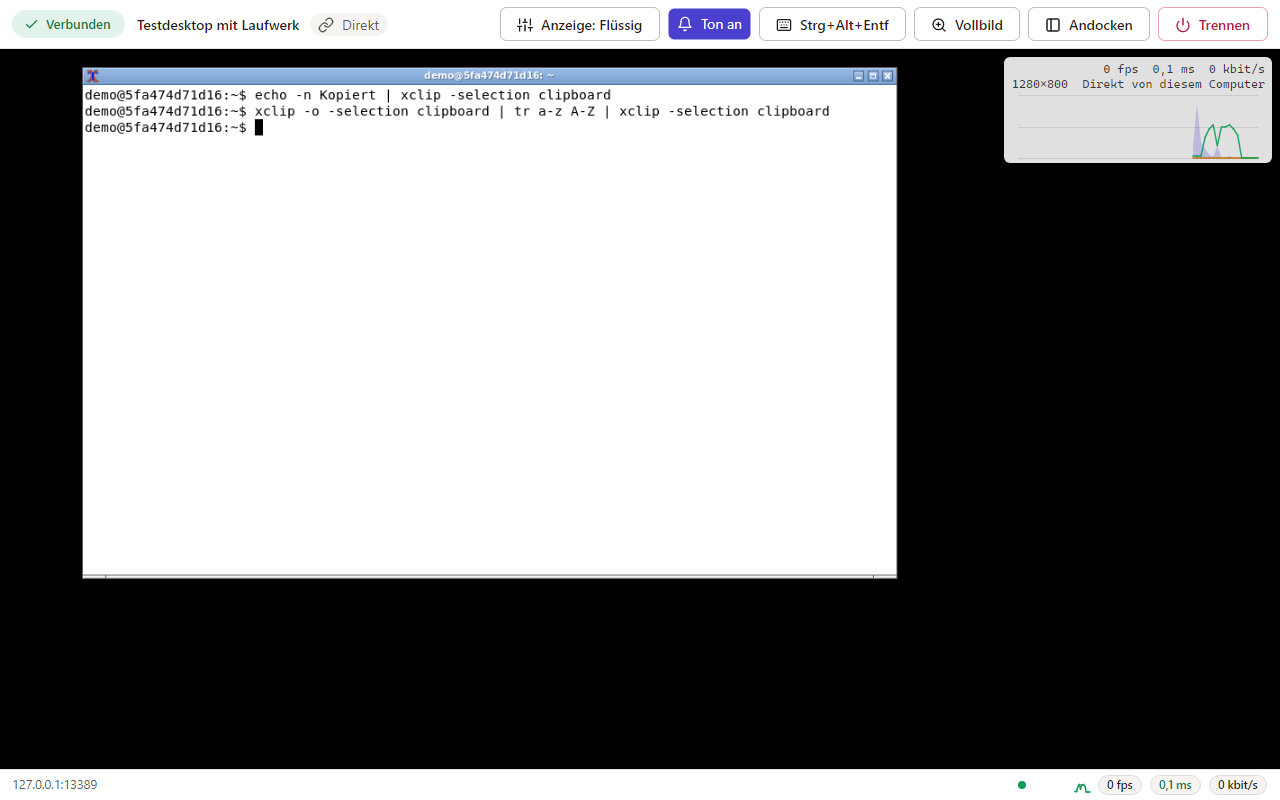 Verbunden
Testdesktop mit Laufwerk
Direkt
Anzeige: Flüssig
Ton an
Strg+Alt+Entf
Vollbild
Andocken
Trennen
demo@5fa474d71d16: ~
demo@5fa474d71d16:~$ echo -n Kopiert | xclip -selection clipboard
demo@5fa474d71d16:~$ xclip -o -selection clipboard | tr a-z A-Z | xclip -selection clipboard
demo@5fa474d71d16:~$
0 fps 0,1 ms 0 kbit/s
1280×800 Direkt von diesem Computer
127.0.0.1:13389
0 fps
0,1 ms
0 kbit/s